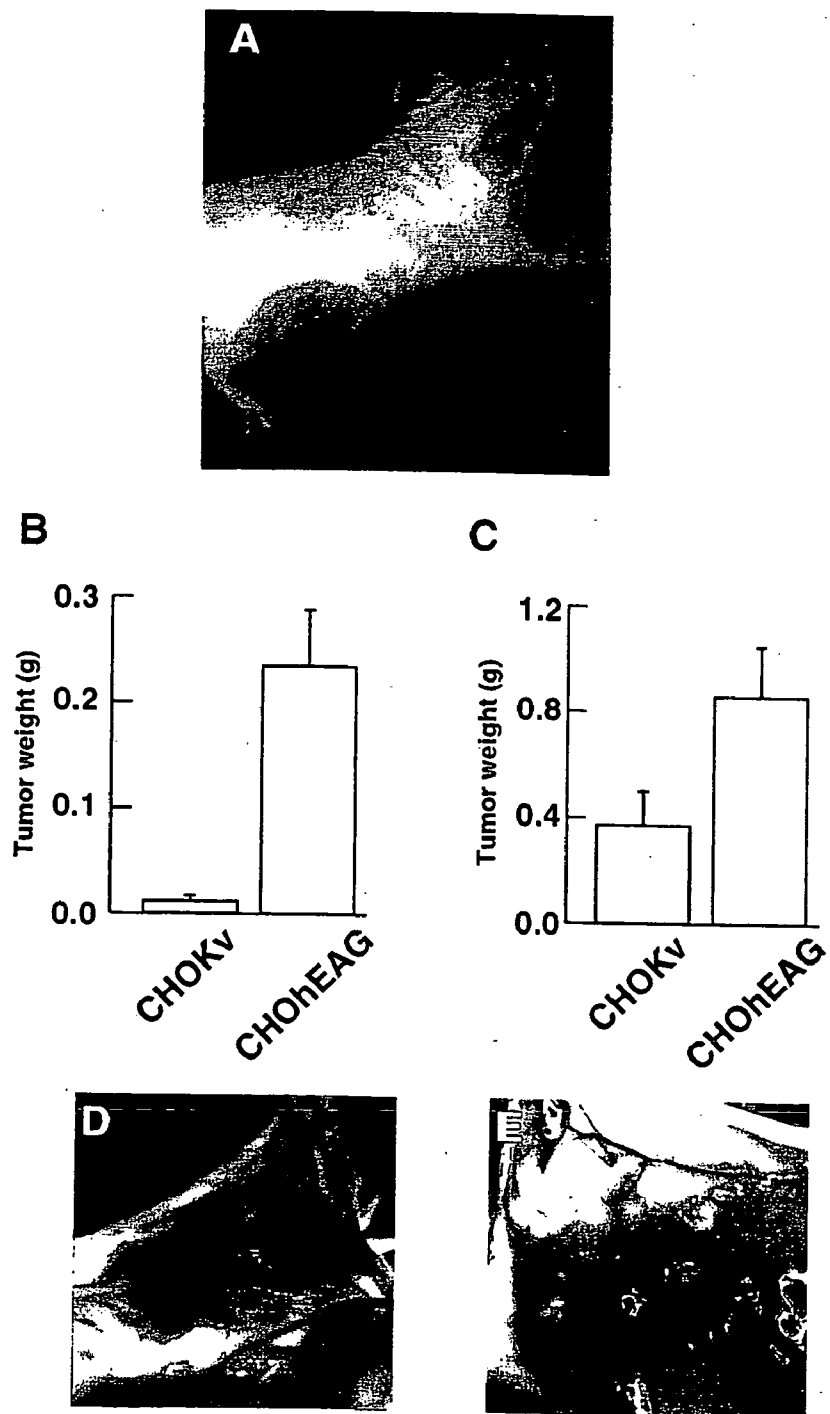 A
B
C
Tumor weight (g)
0.3
0.2
0.1
0.0
CHOKv
CHOhEAG
Tumor weight (g)
1.2
0.8
0.4
0.0
CHOKv
CHOhEAG
D
E